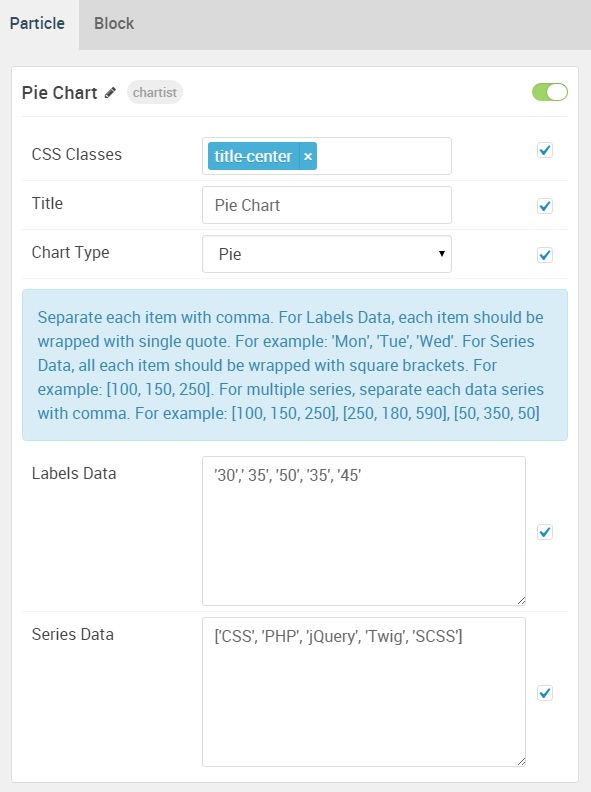 Particle Block
Pie Chart chartist
CSS Classes title-center ×
Title Pie Chart
Chart Type Pie
Separate each item with comma. For Labels Data, each item should be
wrapped with single quote. For example: 'Mon', 'Tue', 'Wed'. For Series
Data, all each item should be wrapped with square brackets. For
example: [100, 150, 250]. For multiple series, separate each data series
with comma. For example: [100, 150, 250], [250, 180, 590], [50, 350, 50]
Labels Data '30',' 35', '50', '35', '45'
Series Data ['CSS', 'PHP', 'jQuery', 'Twig', 'SCSS']